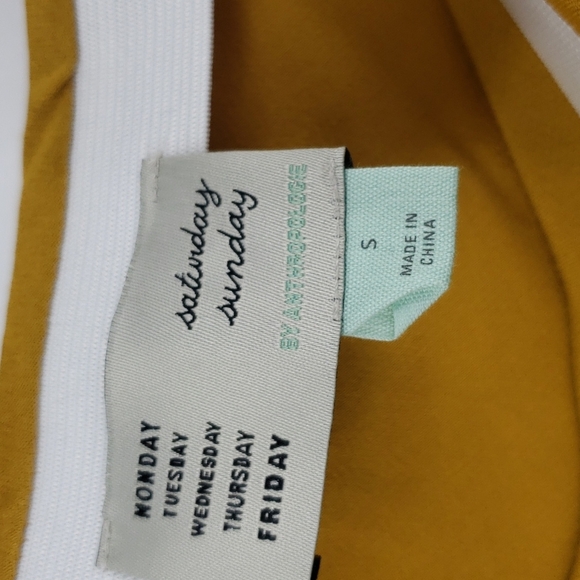 MONDAY
TUESDAY
WEDNESDAY
THURSDAY
FRIDAY
saturday
sunday
BY ANTHROPOLOGIE
S
MADE IN
CHINA